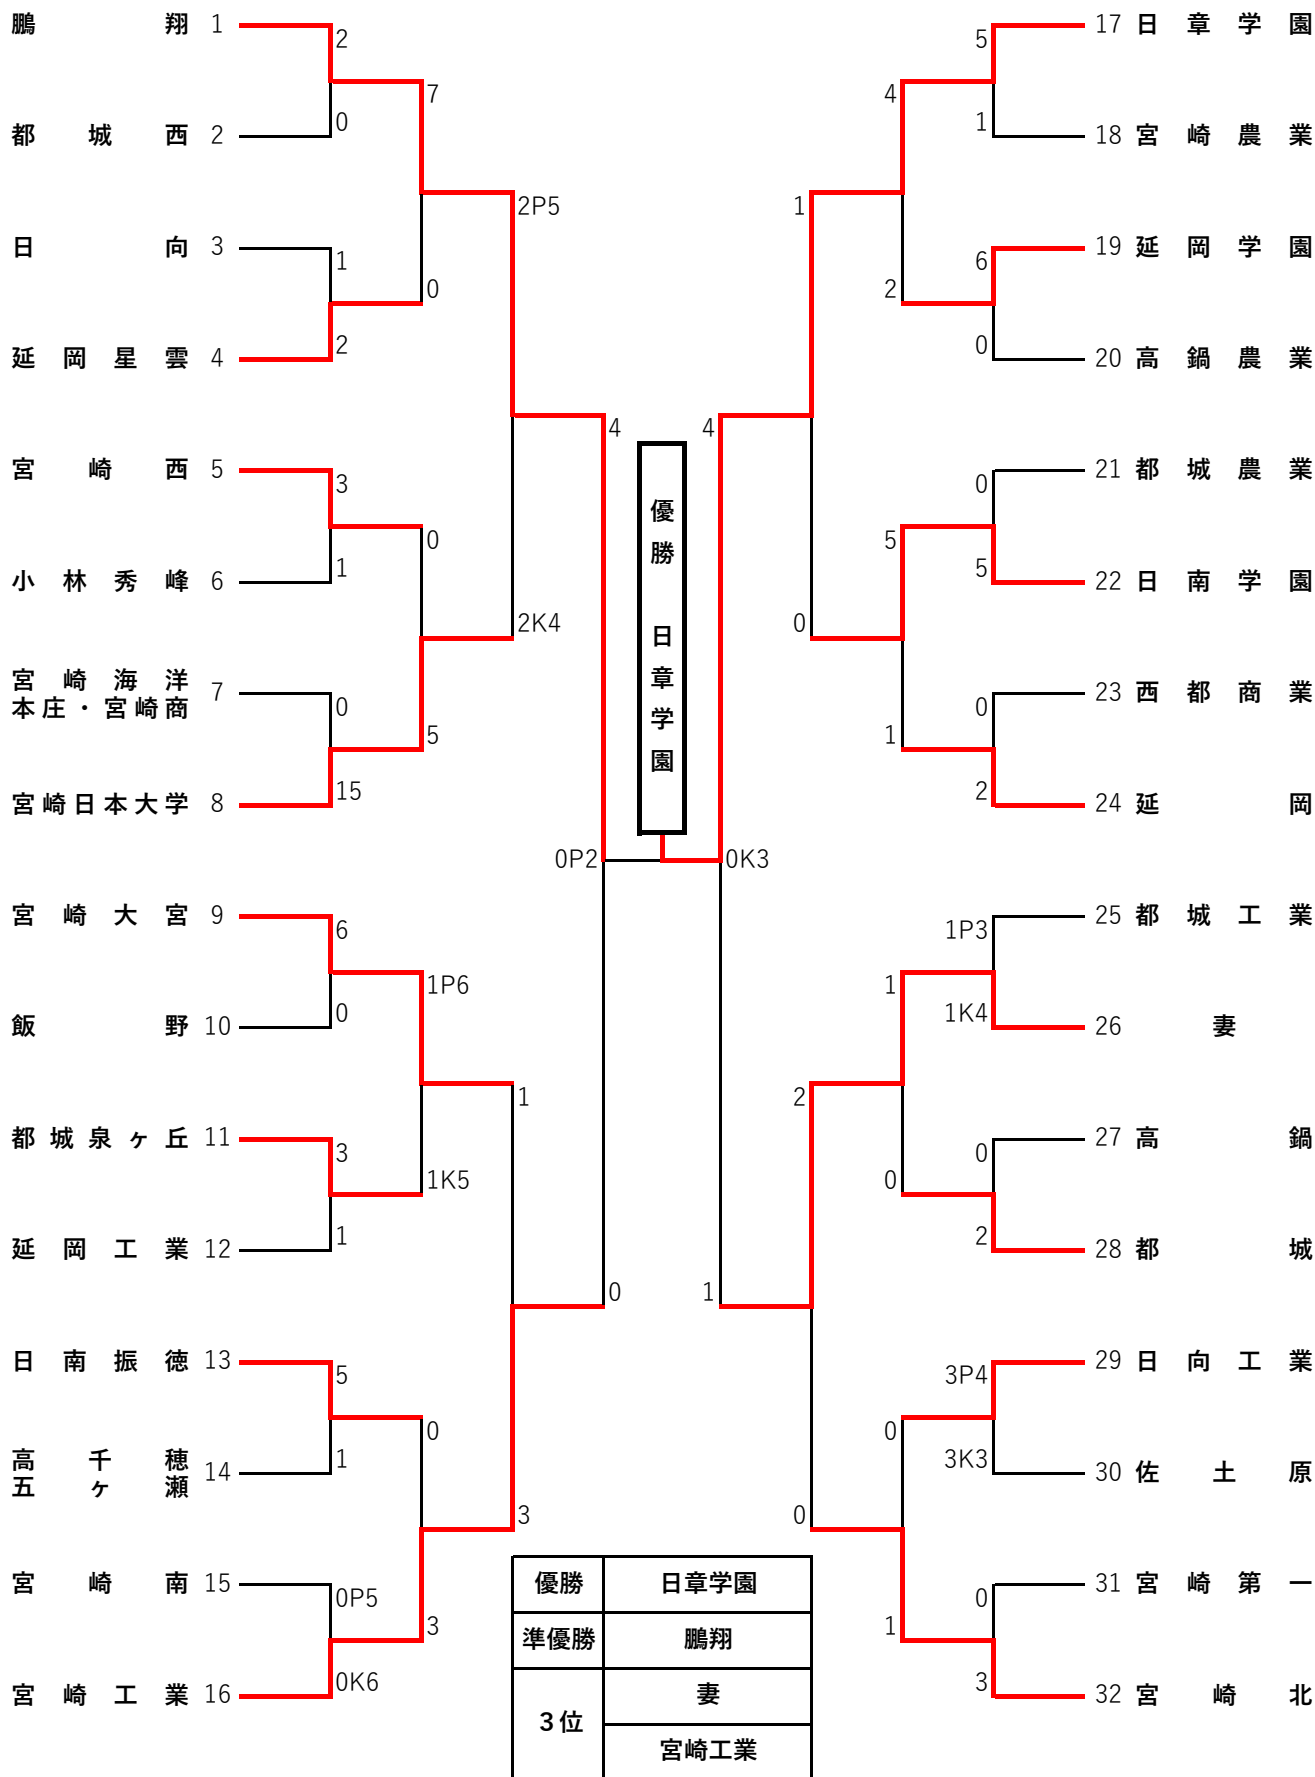 鵬翔 1
2
都城西 2
0
7
日向 3
1
延岡星雲 4
2
0
2P5
宮崎西 5
3
小林秀峰 6
1
0
宮崎海洋
本庄・宮崎商 7
0
宮崎日本大学 8
15
5
2K4
4
宮崎大宮 9
6
飯野 10
0
1P6
都城泉ヶ丘 11
3
延岡工業 12
1
1K5
1
日南振徳 13
5
高千穂
五ヶ瀬 14
1
0
宮崎南 15
0P5
宮崎工業 16
0K6
3
3
0
0P2
優勝 日章学園
0K3
17 日章学園
5
18 宮崎農業
1
4
19 延岡学園
6
20 高鍋農業
0
2
1
21 都城農業
0
22 日南学園
5
5
23 西都商業
0
24 延岡
2
1
0
4
25 都城工業
1P3
26 妻
1K4
1
27 高鍋
0
28 都城
2
0
2
29 日向工業
3P4
30 佐土原
3K3
0
31 宮崎第一
0
32 宮崎北
3
1
0
1
優勝 日章学園
準優勝 鵬翔
3位 妻
宮崎工業